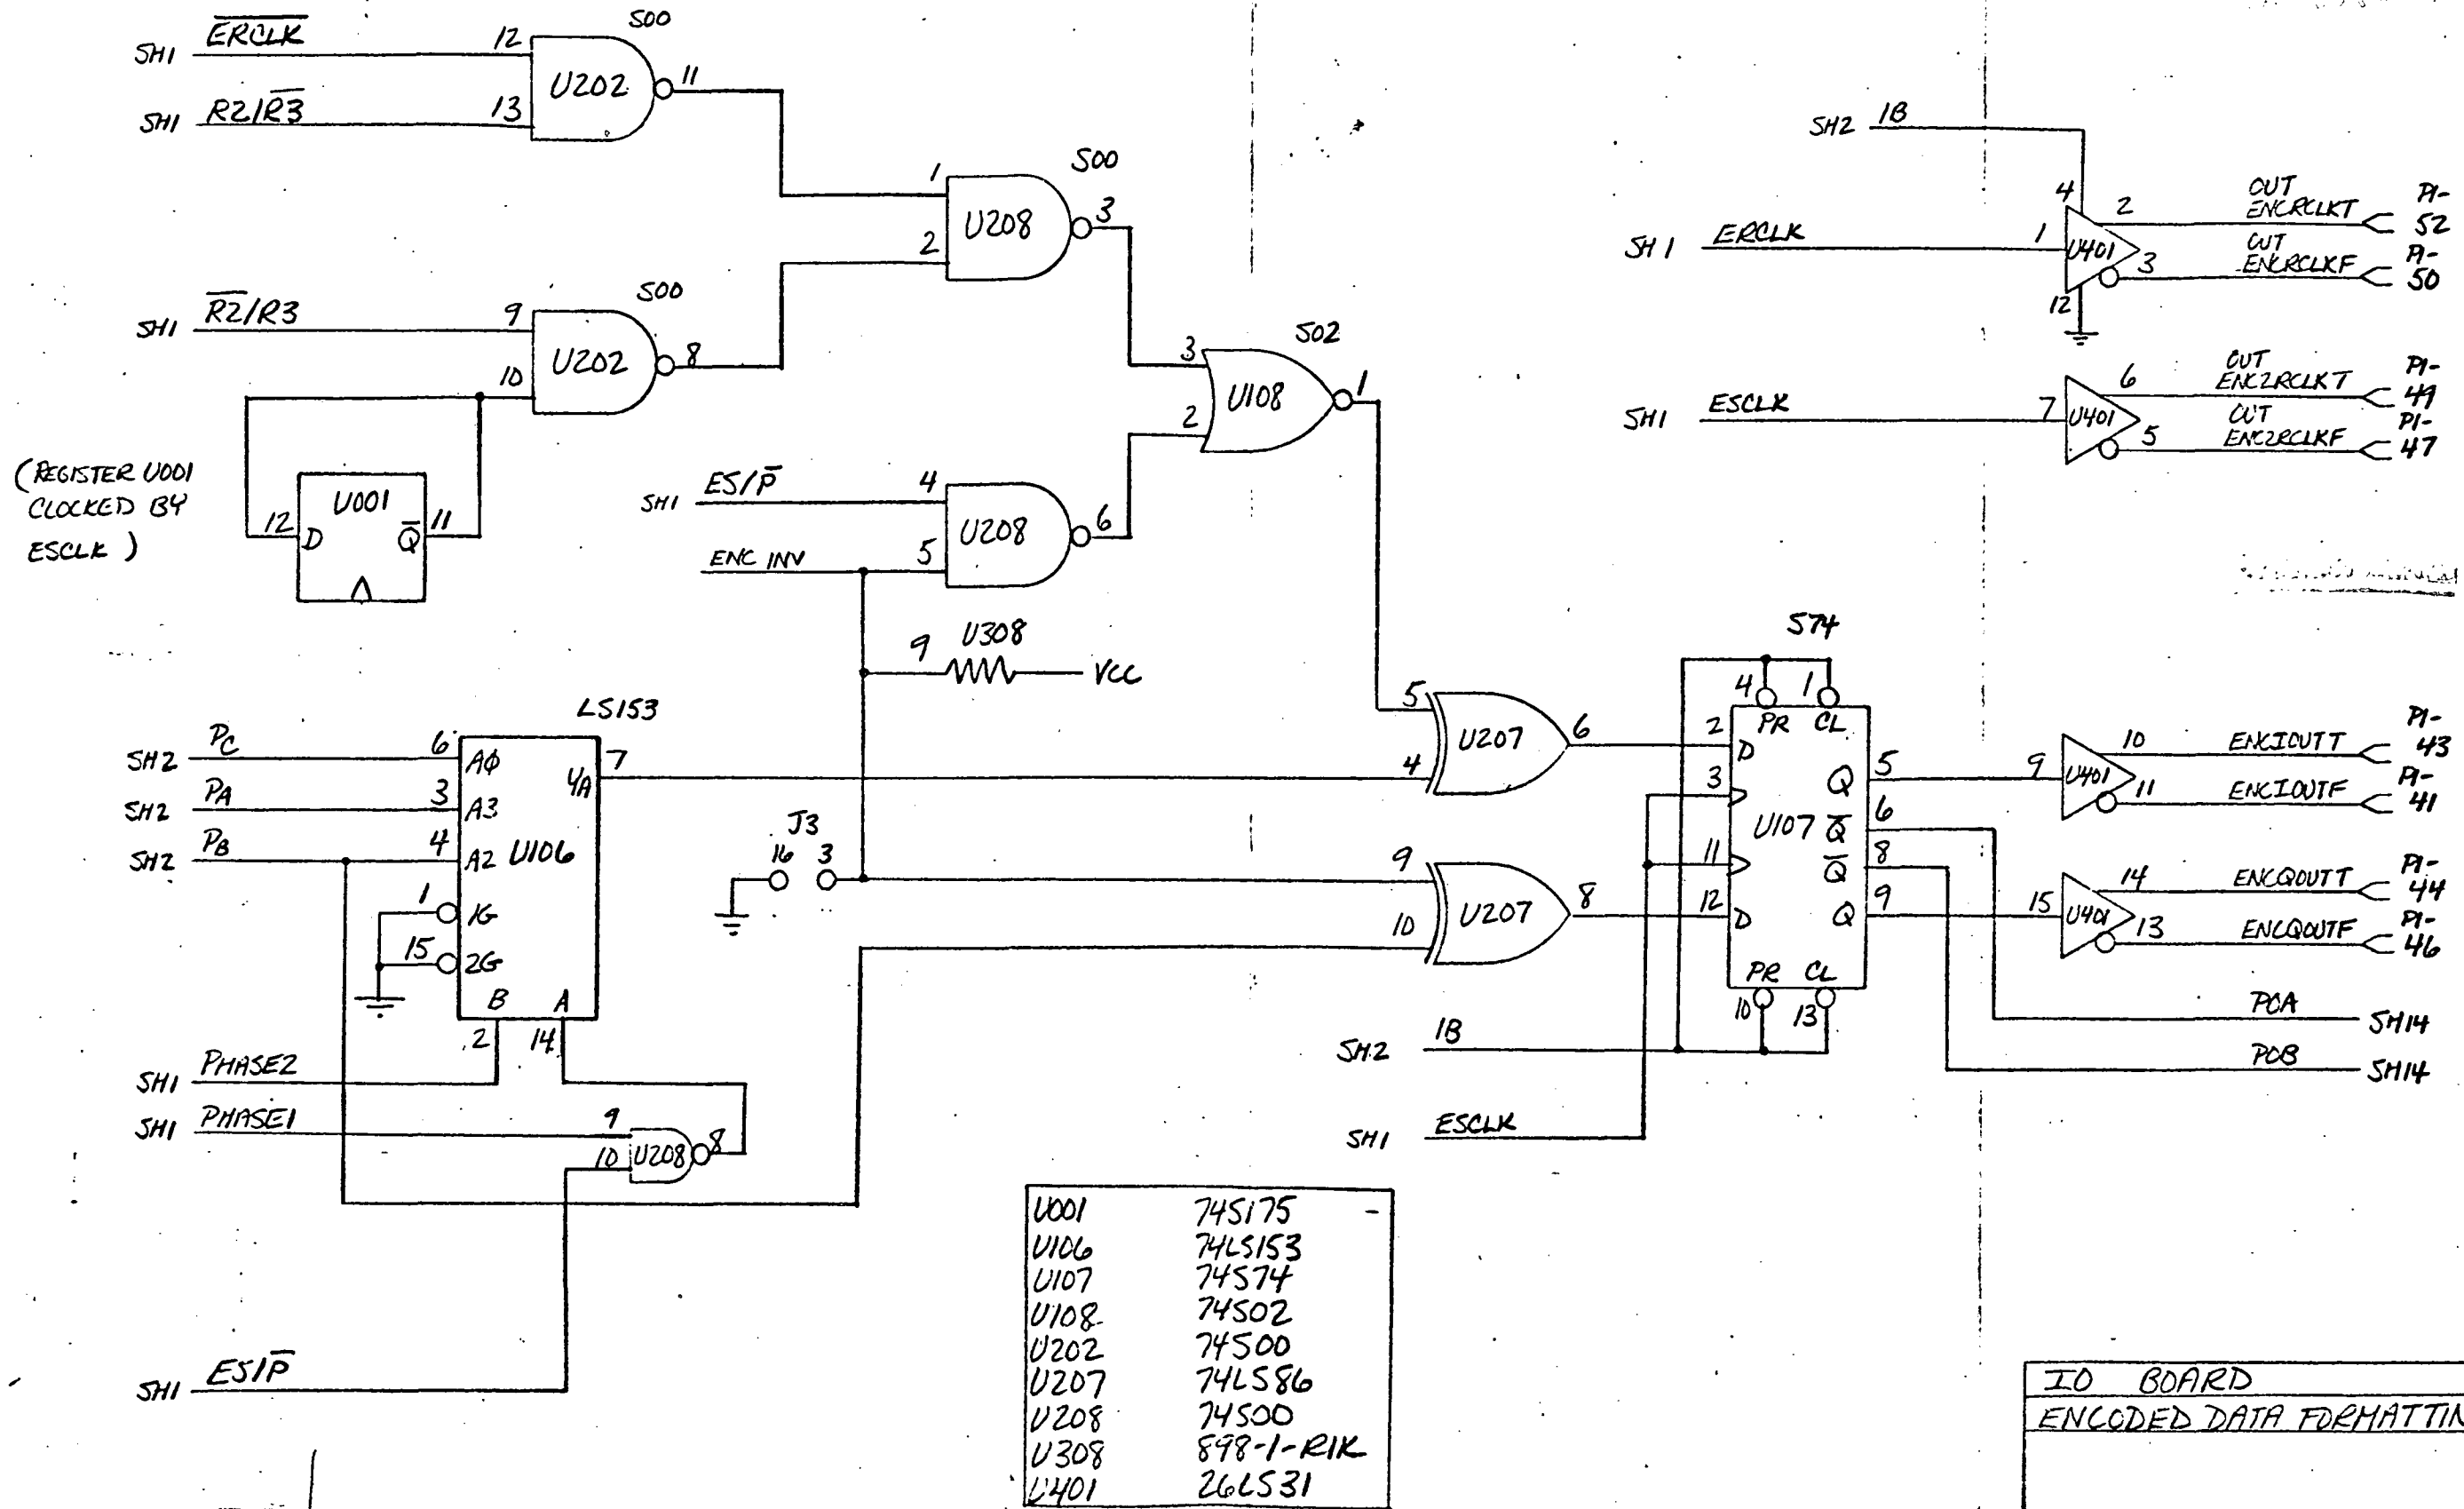 S00
SH1 ERCLK 12
U202 11
SH1 R2/R3 13
S00
1
U208 3
2
SH1 R2/R3 9
S00
U202 8
10
(REGISTER U001
CLOCKED BY
ESCLK )
U001
12 D Q 11
S02
3
U108 1
2
SH1 ES/P 4
U208 6
ENC INV 5
9 U308
VCC
SH2 1B
4
SH1 ERCLK 1 U401
2 OUT ENCRCLKT P1-52
3 OUT ENCRCLKF P1-50
12
SH1 ESCLK 7 U401
6 OUT ENC2RCLKT P1-49
5 OUT ENC2RCLKF P1-47
LS153
SH2 PC 6 A0
YA 7
SH2 PA 3 A3
SH2 PB 4 A2 U106
1 1G
15 2G
B A
2 14
SH1 PHASE2
SH1 PHASE1 9
10 U208 8
SH1 ES/P
J3
16 3
5
4 U207 6
9
10 U207 8
S74
4 1
PR CL
2 D
3
Q 5
U107 Q 6
11
Q 8
12 D Q 9
PR CL
10 13
SH2 1B
SH1 ESCLK
9 U401
10 ENCIOUTT P1-43
11 ENCIOUTF P1-41
15 U401
14 ENCQOUTT P1-44
13 ENCQOUTF P1-46
POA SH14
POB SH14
U001 74S175
U106 74LS153
U107 74S74
U108 74S02
U202 74S00
U207 74LS86
U208 74S00
U308 898-1-R1K
U401 26LS31
IO BOARD
ENCODED DATA FORMATTIN